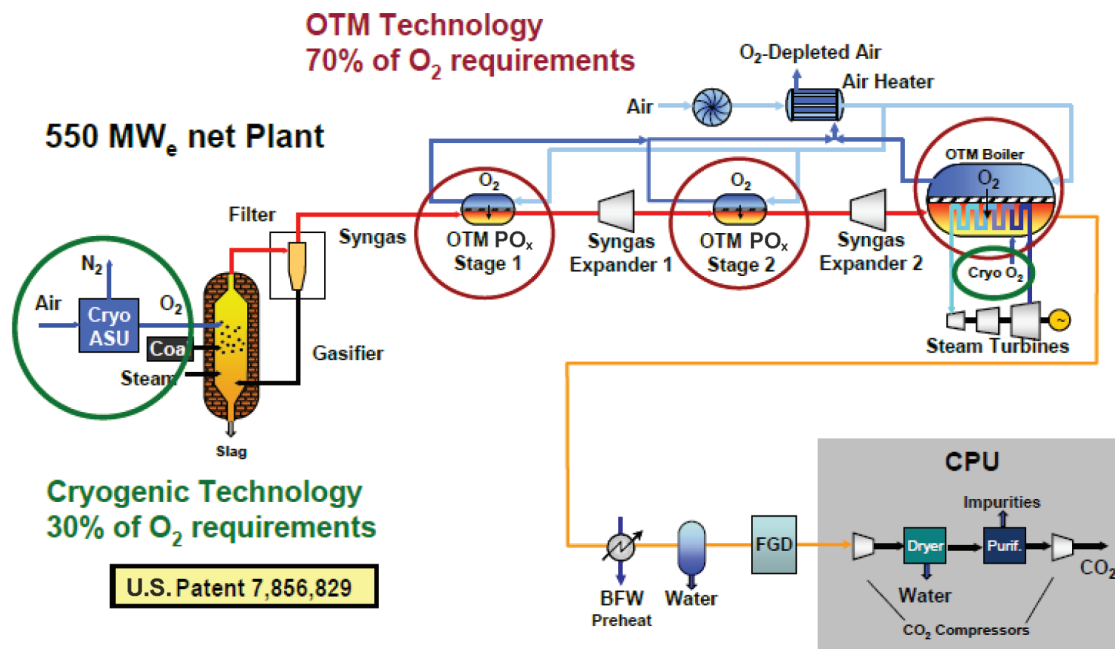 OTM Technology
70% of O₂ requirements
O₂-Depleted Air
Air Heater
Air
550 MWₑ net Plant
OTM Boiler
O₂
O₂
O₂
Filter
Syngas
OTM POₓ
Stage 1
Syngas
Expander 1
OTM POₓ
Stage 2
Syngas
Expander 2
Cryo O₂
N₂
Air
O₂
Cryo
ASU
Coal
Steam
Gasifier
Steam Turbines
~
Slag
Cryogenic Technology
30% of O₂ requirements
U.S. Patent 7,856,829
CPU
Impurities
FGD
Dryer
Purif.
CO₂
BFW
Preheat
Water
Water
CO₂ Compressors